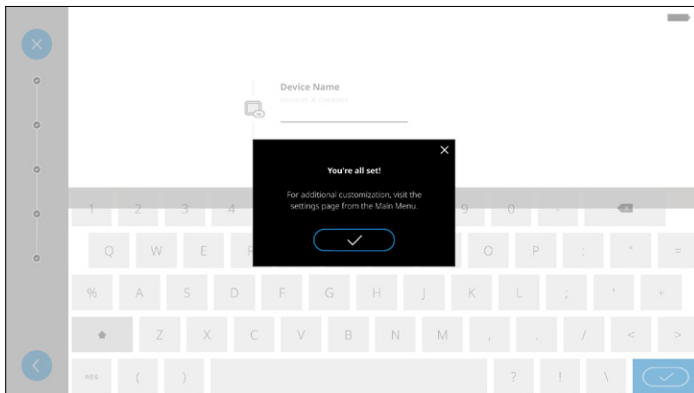 Device Name
You're all set!
For additional customization, visit the
settings page from the Main Menu.
1 2 3 4 9 0 -
Q W E R O P : " =
% A S D F G H J K L ; ' +
Z X C V B N M , . / < >
( ) ? ! \